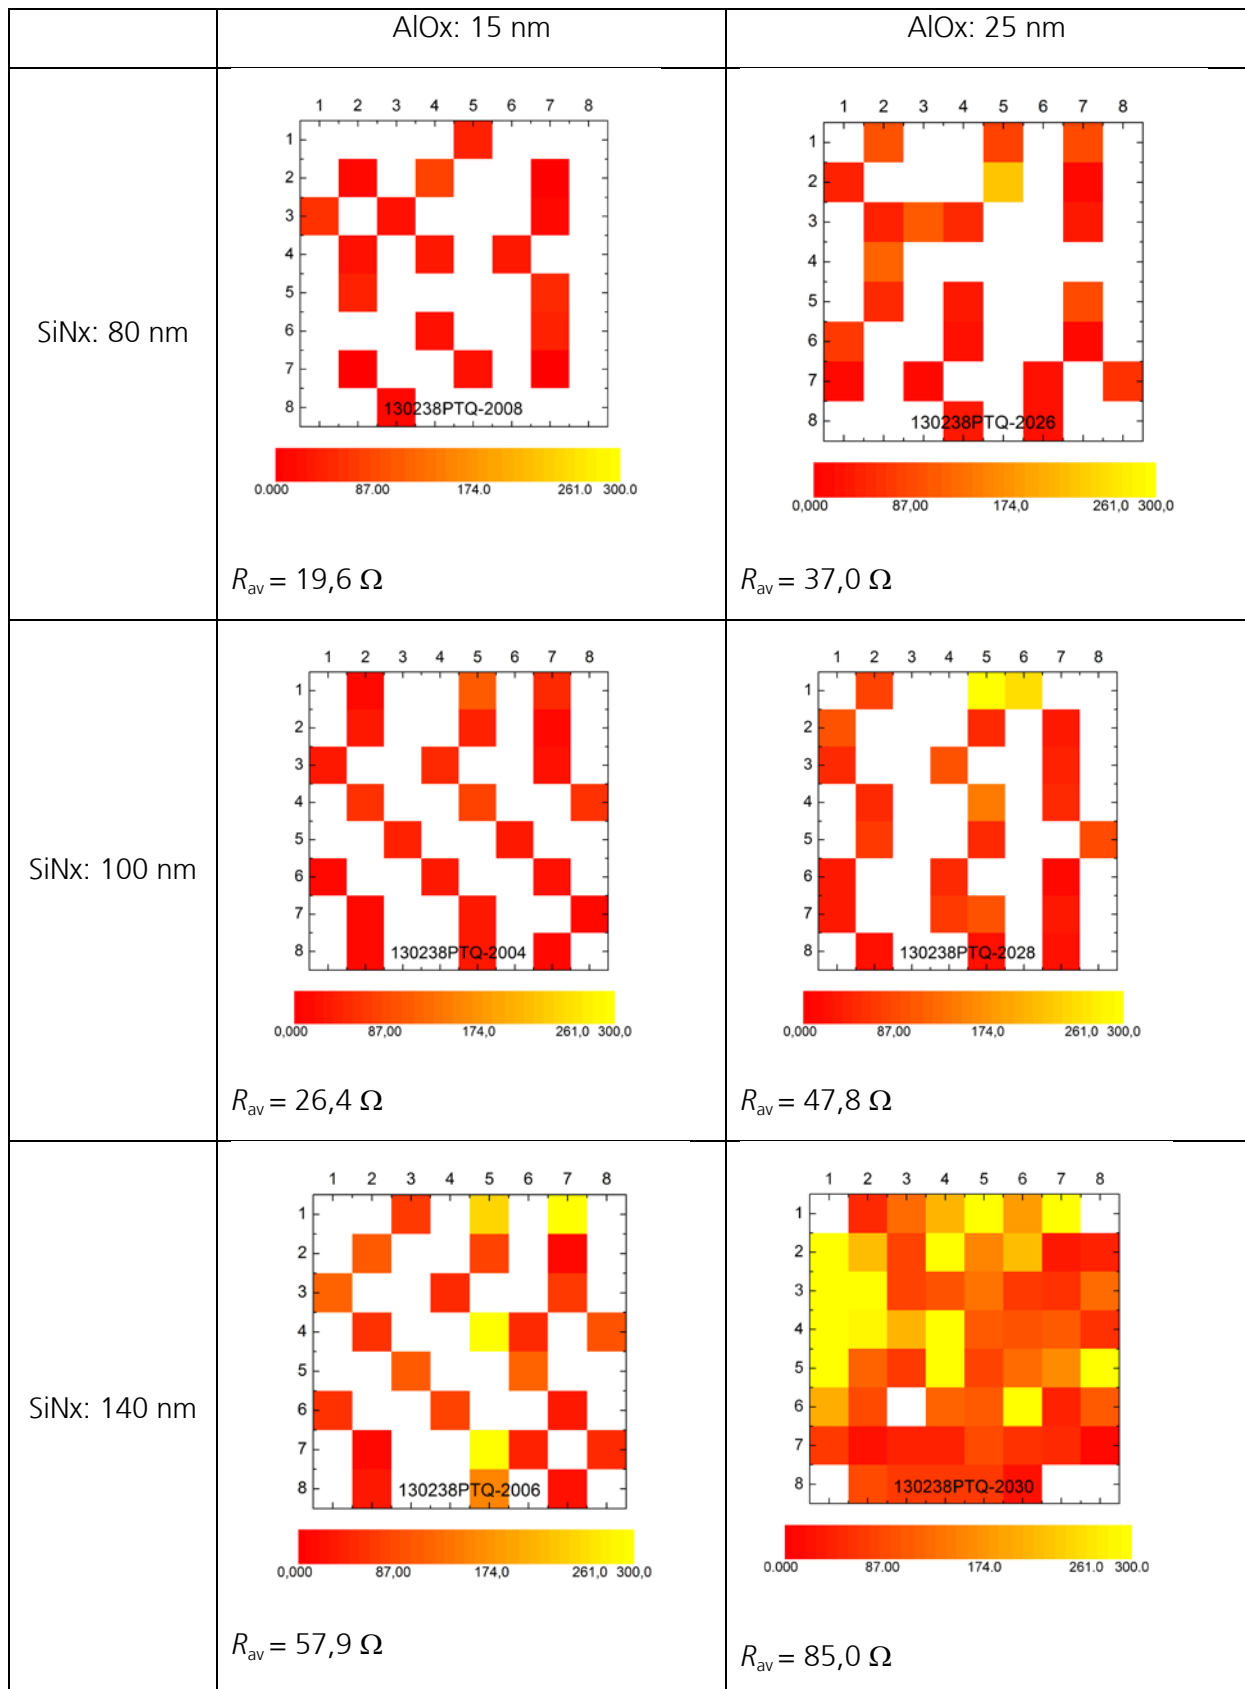 AlOx: 15 nm
AlOx: 25 nm
SiNx: 80 nm
1 2 3 4 5 6 7 8
1
2
3
4
5
6
7
8
130238PTQ-2008
0.000 87.00 174.0 261.0 300.0
Rav = 19,6 Ω
1 2 3 4 5 6 7 8
1
2
3
4
5
6
7
8
130238PTQ-2026
0,000 87,00 174,0 261,0 300,0
Rav = 37,0 Ω
SiNx: 100 nm
1 2 3 4 5 6 7 8
1
2
3
4
5
6
7
8
130238PTQ-2004
0,000 87,00 174,0 261,0 300,0
Rav = 26,4 Ω
1 2 3 4 5 6 7 8
1
2
3
4
5
6
7
8
130238PTQ-2028
0,000 87,00 174,0 261,0 300,0
Rav = 47,8 Ω
SiNx: 140 nm
1 2 3 4 5 6 7 8
1
2
3
4
5
6
7
8
130238PTQ-2006
0,000 87,00 174,0 261,0 300,0
Rav = 57,9 Ω
1 2 3 4 5 6 7 8
1
2
3
4
5
6
7
8
130238PTQ-2030
0.000 87.00 174.0 261.0 300.0
Rav = 85,0 Ω